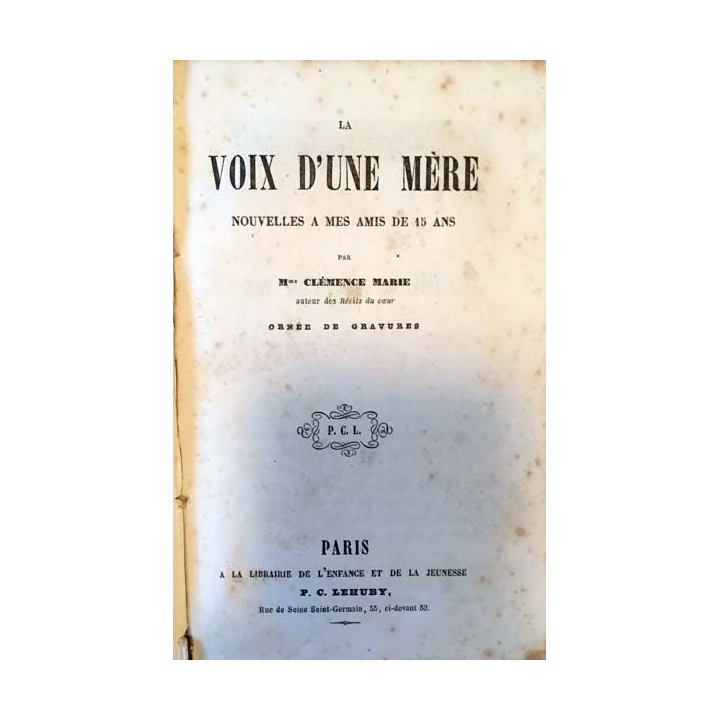 LA
VOIX D'UNE MÈRE
NOUVELLES A MES AMIS DE 15 ANS
PAR
Mme CLÉMENCE MARIE
auteur des Récits du cœur
ORNÉE DE GRAVURES
P. C. L.
PARIS
A LA LIBRAIRIE DE L'ENFANCE ET DE LA JEUNESSE
P. C. LEHUBY,
Rue de Seine Saint-Germain, 55, ci-devant 53.